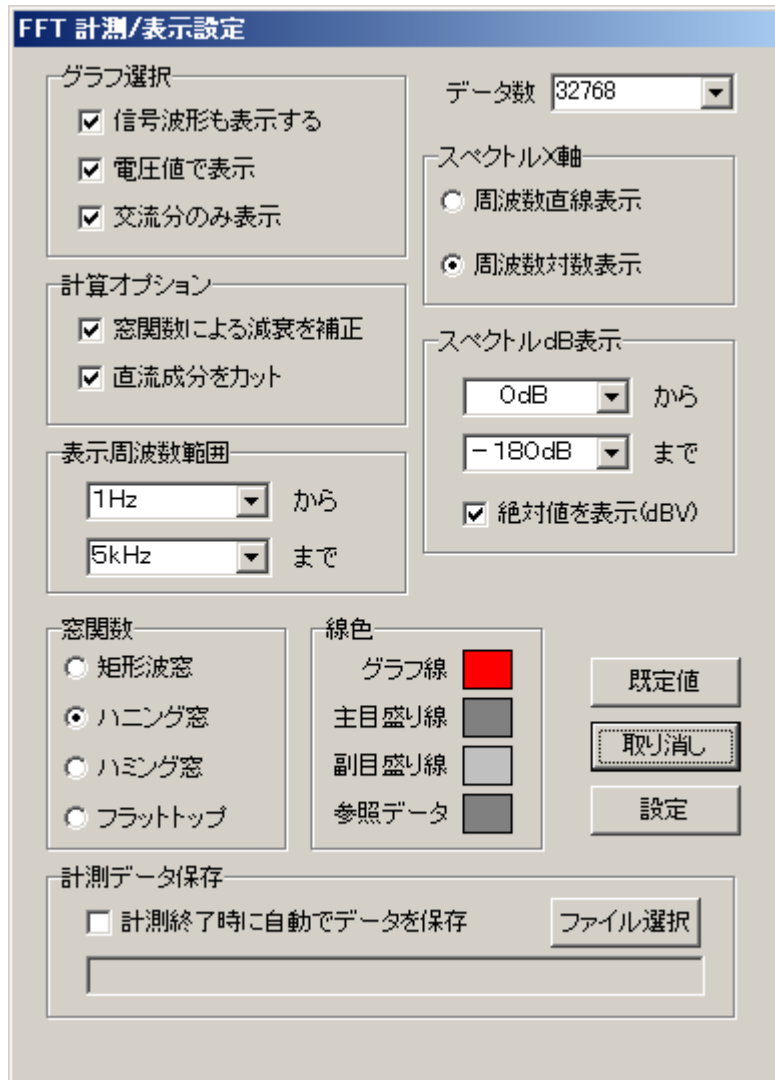 FFT 計測/表示設定
グラフ選択
信号波形も表示する
電圧値で表示
交流分のみ表示
データ数 32768
スペクトルX軸
周波数直線表示
周波数対数表示
計算オプション
窓関数による減衰を補正
直流成分をカット
スペクトルdB表示
0dB から
-180dB まで
絶対値を表示(dBV)
表示周波数範囲
1Hz から
5kHz まで
窓関数
矩形波窓
ハニング窓
ハミング窓
フラットトップ
線色
グラフ線
主目盛り線
副目盛り線
参照データ
既定値
取り消し
設定
計測データ保存
計測終了時に自動でデータを保存 ファイル選択